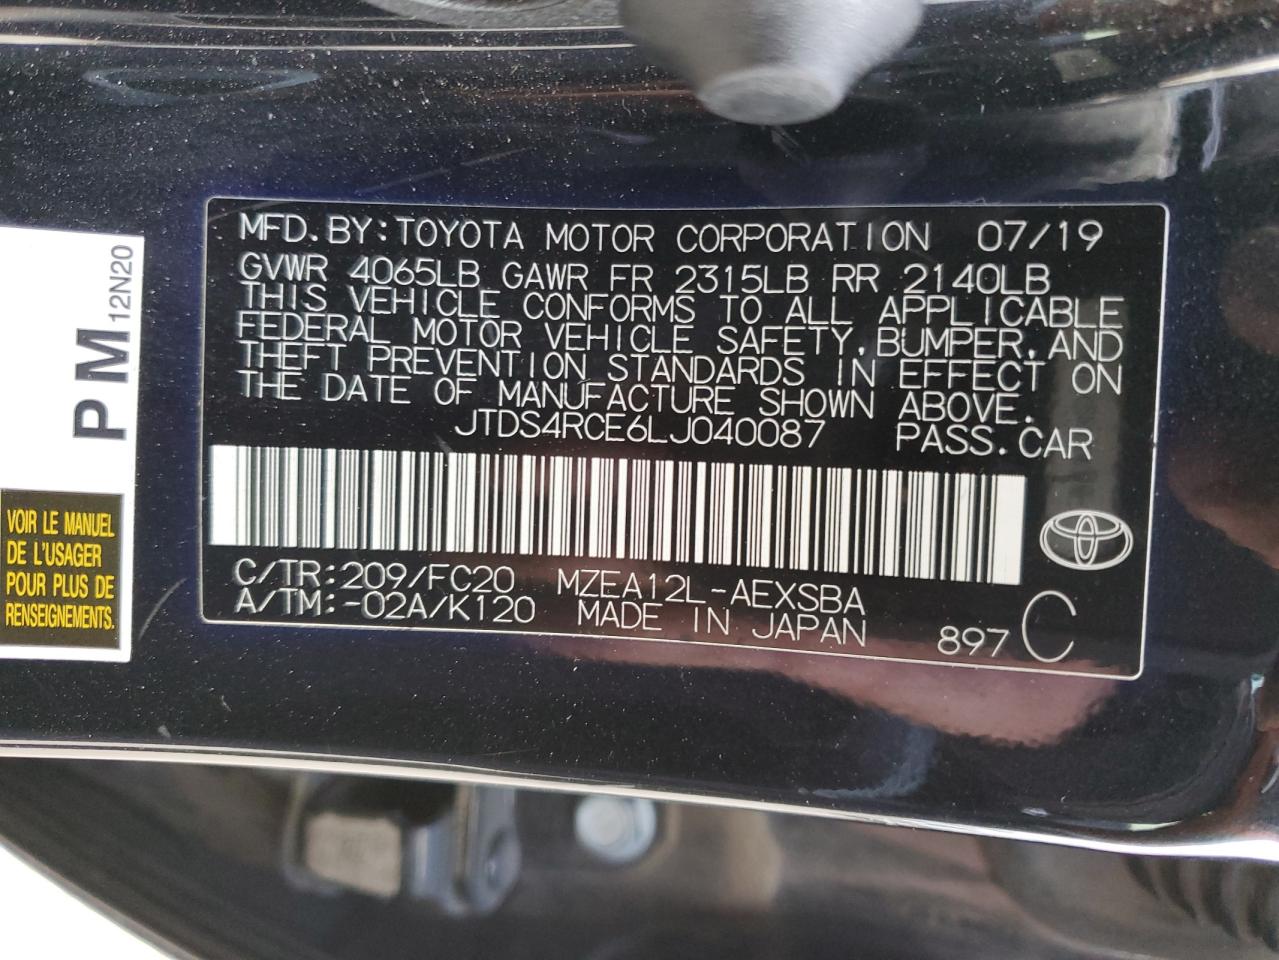 MFD. BY: TOYOTA MOTOR CORPORATION 07/19
GVWR 4065LB GAWR FR 2315LB RR 2140LB
THIS VEHICLE CONFORMS TO ALL APPLICABLE
FEDERAL MOTOR VEHICLE SAFETY, BUMPER, AND
THEFT PREVENTION STANDARDS IN EFFECT ON
THE DATE OF MANUFACTURE SHOWN ABOVE.
JTDS4RCE6LJ040087 PASS. CAR
C/TR: 209/FC20 MZEA12L-AEXSBA
A/TM: -02A/K120 MADE IN JAPAN 897 C
PM 12N20
VOIR LE MANUEL
DE L'USAGER
POUR PLUS DE
RENSEIGNEMENTS.